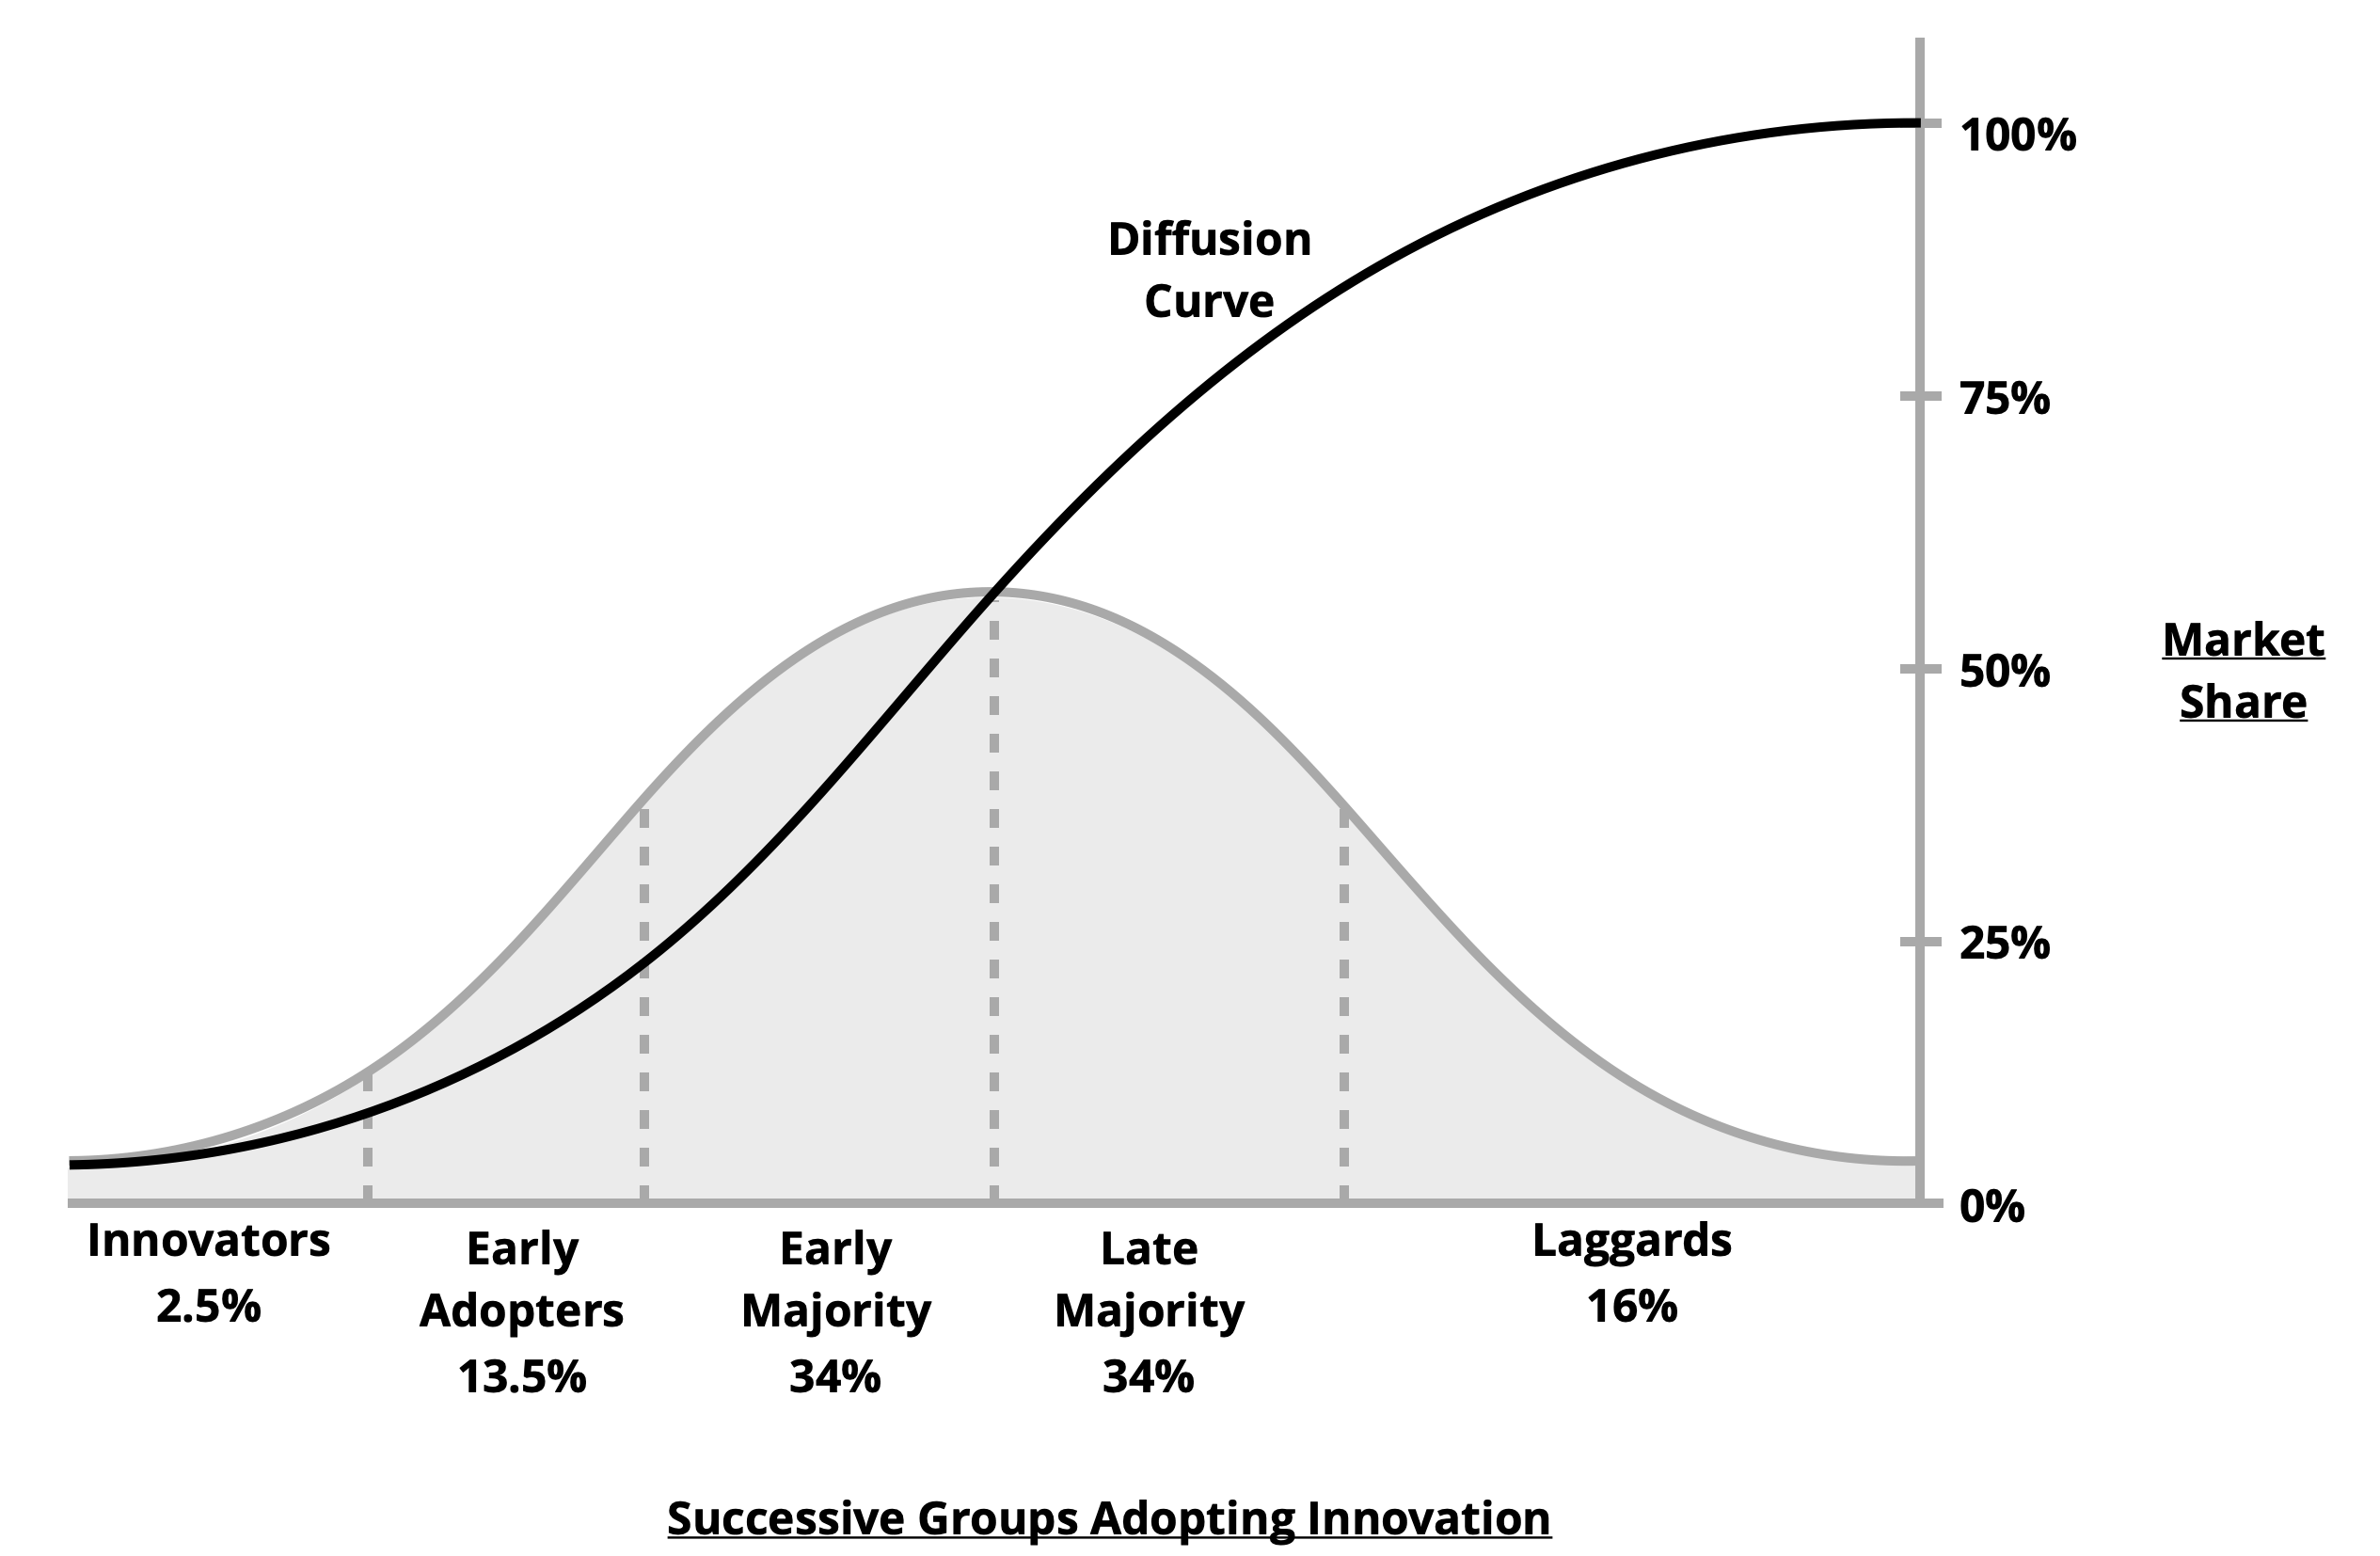 100%
Diffusion
Curve
75%
50%
Market
Share
25%
0%
Innovators
2.5%
Early
Adopters
13.5%
Early
Majority
34%
Late
Majority
34%
Laggards
16%
Successive Groups Adopting Innovation